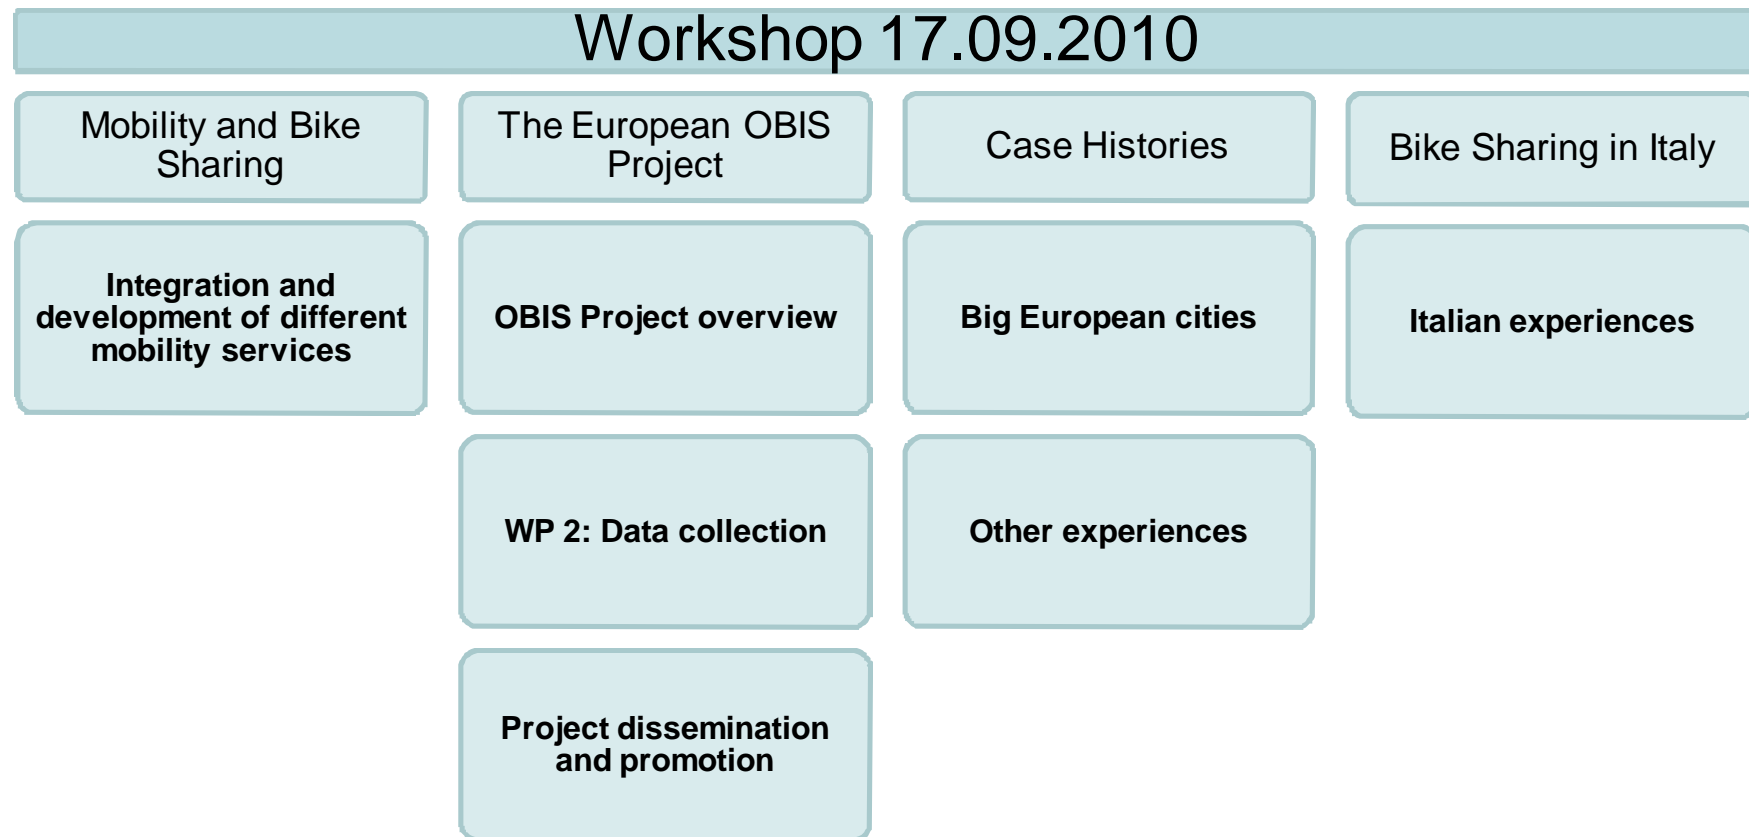 Workshop 17.09.2010
Mobility and Bike
Sharing
The European OBIS
Project
Case Histories
Bike Sharing in Italy
Integration and
development of different
mobility services
OBIS Project overview
Big European cities
Italian experiences
WP 2: Data collection
Other experiences
Project dissemination
and promotion